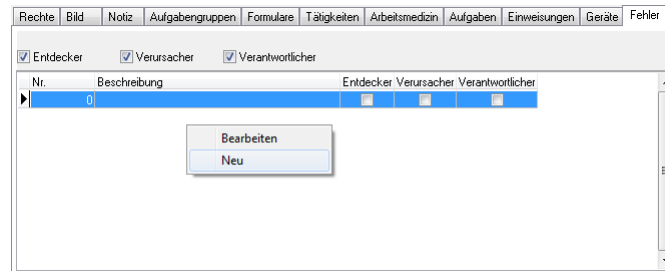 Rechte Bild Notiz Aufgabengruppen Formulare Tätigkeiten Arbeitsmedizin Aufgaben Einweisungen Geräte Fehler
Entdecker Verursacher Verantwortlicher
Nr. Beschreibung Entdecker Verursacher Verantwortlicher
0
Bearbeiten
Neu